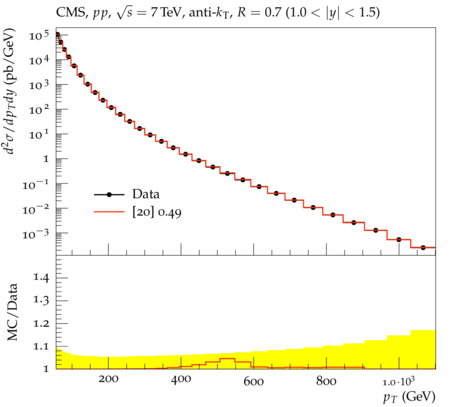 CMS, pp, √s = 7 TeV, anti-kT, R = 0.7 (1.0 < |y| < 1.5)
d²σ/dpTdy (pb/GeV)
10⁵
10⁴
10³
10²
10¹
1
10⁻¹
10⁻²
10⁻³
Data
[20] 0.49
MC/Data
1.4
1.3
1.2
1.1
1
200 400 600 800 1.0·10³
pT (GeV)